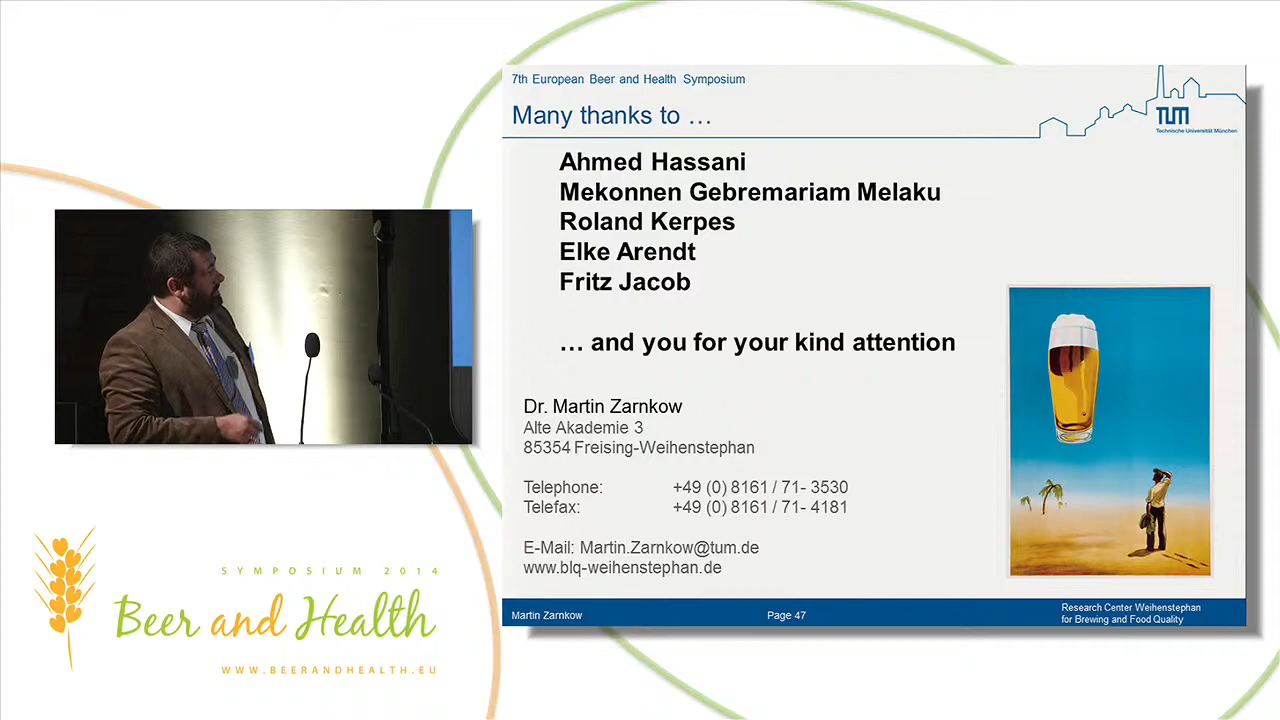 7th European Beer and Health Symposium
Many thanks to …
TUM
Technische Universität München
Ahmed Hassani
Mekonnen Gebremariam Melaku
Roland Kerpes
Elke Arendt
Fritz Jacob
… and you for your kind attention
Dr. Martin Zarnkow
Alte Akademie 3
85354 Freising-Weihenstephan
Telephone: +49 (0) 8161 / 71- 3530
Telefax: +49 (0) 8161 / 71- 4181
E-Mail: Martin.Zarnkow@tum.de
www.blq-weihenstephan.de
Martin Zarnkow
Page 47
Research Center Weihenstephan
for Brewing and Food Quality
SYMPOSIUM 2014
Beer and Health
WWW.BEERANDHEALTH.EU